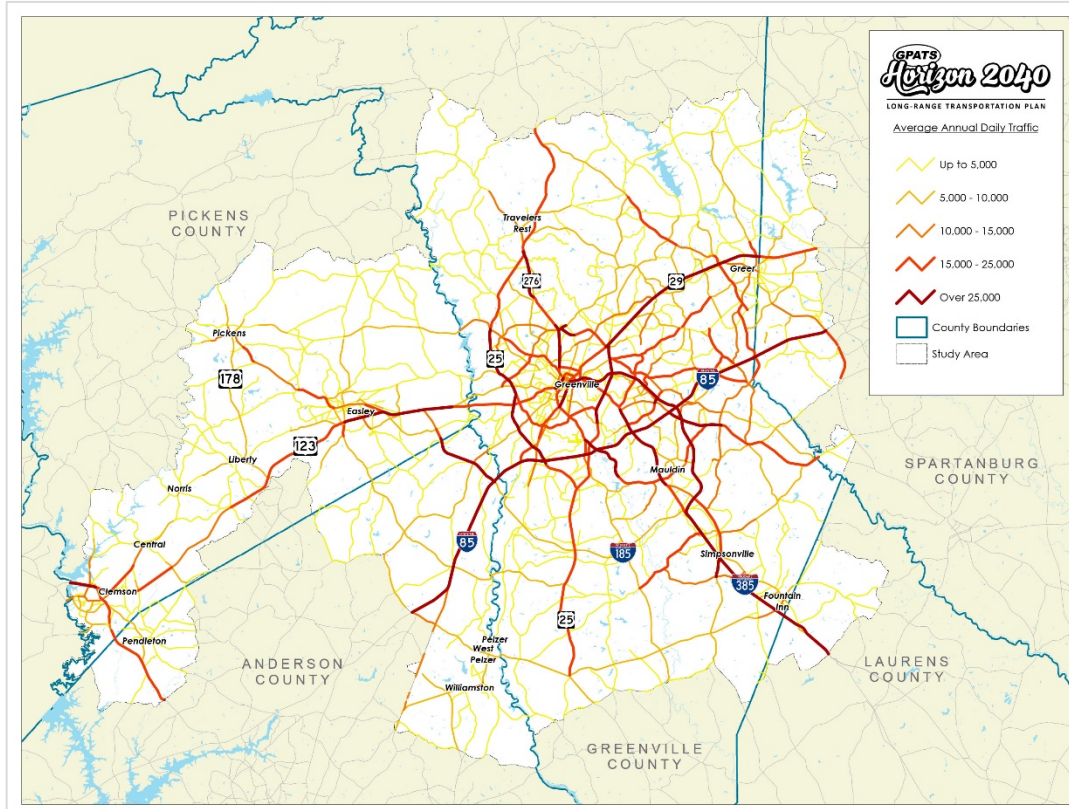 GPATS
Horizon 2040
LONG-RANGE TRANSPORTATION PLAN
Average Annual Daily Traffic
Up to 5,000
5,000 - 10,000
10,000 - 15,000
15,000 - 25,000
Over 25,000
County Boundaries
Study Area
PICKENS
COUNTY
Travelers
Rest
276
29
Greer
Pickens
178
25
Greenville
85
Easley
123
Liberty
Norris
Mauldin
SPARTANBURG
COUNTY
Central
85
185
Simpsonville
385
Clemson
Fountain
Inn
25
Pendleton
Pelzer
West
Pelzer
ANDERSON
COUNTY
Williamston
LAURENS
COUNTY
GREENVILLE
COUNTY